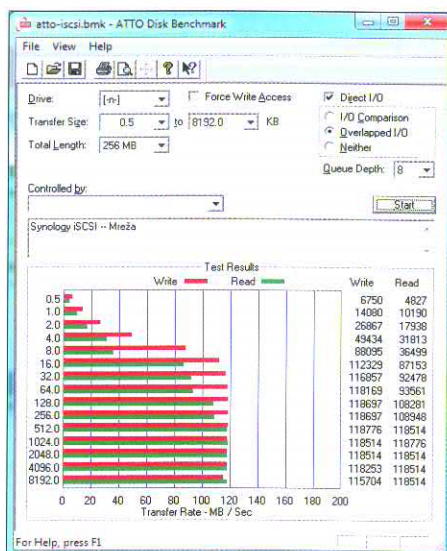 atto-iscsi.bmk - ATTO Disk Benchmark
File View Help
Drive: [-n-] Force Write Access Direct I/O
Transfer Size: 0.5 to 8192.0 KB I/O Comparison
Overlapped I/O
Total Length: 256 MB Neither
Queue Depth: 8
Controlled by:
Start
Synology iSCSI -- Mreža
Test Results
Write Read Write Read
0.5 6750 4827
1.0 14080 10190
2.0 26867 17938
4.0 49434 31813
8.0 88095 36499
16.0 112329 87153
32.0 116857 92478
64.0 118169 93561
128.0 118697 108281
256.0 118697 108948
512.0 118776 118514
1024.0 118514 118776
2048.0 118514 118514
4096.0 118253 118514
8192.0 115704 118514
0 20 40 60 80 100 120 140 160 180 200
Transfer Rate - MB / Sec
For Help, press F1